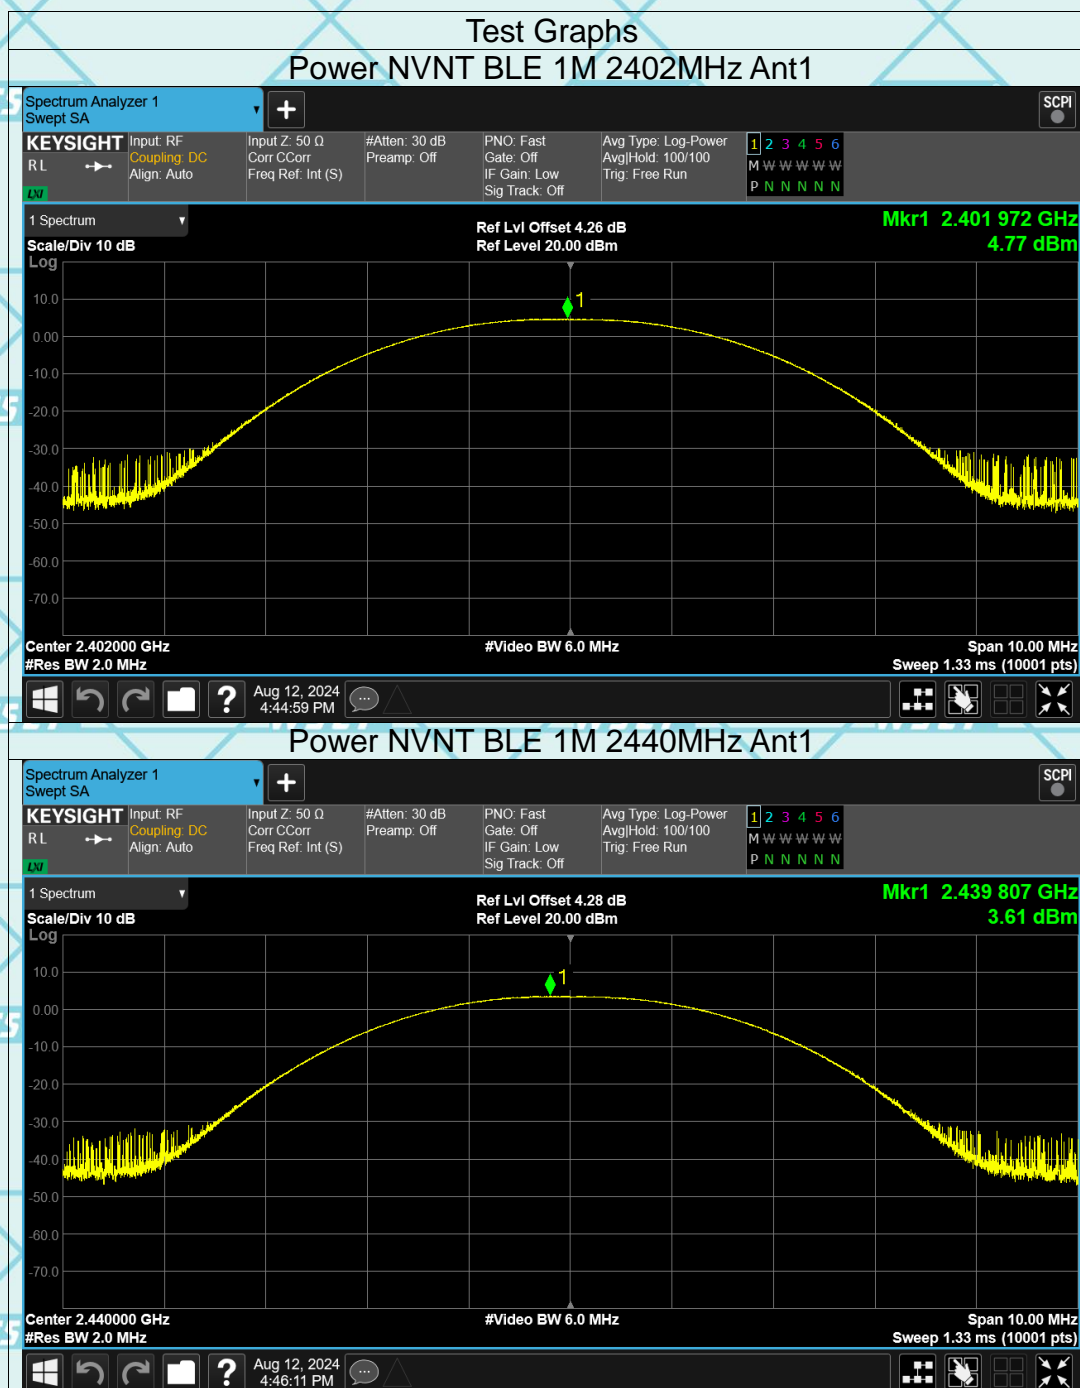 Test Graphs
Power NVNT BLE 1M 2402MHz Ant1
Spectrum Analyzer 1
Swept SA
+
SCPI
KEYSIGHT
RL
LXI
Input: RF
Coupling: DC
Align: Auto
Input Z: 50 Ω
Corr CCorr
Freq Ref: Int (S)
#Atten: 30 dB
Preamp: Off
PNO: Fast
Gate: Off
IF Gain: Low
Sig Track: Off
Avg Type: Log-Power
Avg|Hold: 100/100
Trig: Free Run
1 2 3 4 5 6
M W W W W W
P N N N N N
1 Spectrum
Scale/Div 10 dB
Log
Ref Lvl Offset 4.26 dB
Ref Level 20.00 dBm
Mkr1 2.401 972 GHz
4.77 dBm
1
10.0
0.00
-10.0
-20.0
-30.0
-40.0
-50.0
-60.0
-70.0
Center 2.402000 GHz
#Res BW 2.0 MHz
#Video BW 6.0 MHz
Span 10.00 MHz
Sweep 1.33 ms (10001 pts)
?
Aug 12, 2024
4:44:59 PM
Power NVNT BLE 1M 2440MHz Ant1
Spectrum Analyzer 1
Swept SA
+
SCPI
KEYSIGHT
RL
LXI
Input: RF
Coupling: DC
Align: Auto
Input Z: 50 Ω
Corr CCorr
Freq Ref: Int (S)
#Atten: 30 dB
Preamp: Off
PNO: Fast
Gate: Off
IF Gain: Low
Sig Track: Off
Avg Type: Log-Power
Avg|Hold: 100/100
Trig: Free Run
1 2 3 4 5 6
M W W W W W
P N N N N N
1 Spectrum
Scale/Div 10 dB
Log
Ref Lvl Offset 4.28 dB
Ref Level 20.00 dBm
Mkr1 2.439 807 GHz
3.61 dBm
1
10.0
0.00
-10.0
-20.0
-30.0
-40.0
-50.0
-60.0
-70.0
Center 2.440000 GHz
#Res BW 2.0 MHz
#Video BW 6.0 MHz
Span 10.00 MHz
Sweep 1.33 ms (10001 pts)
?
Aug 12, 2024
4:46:11 PM